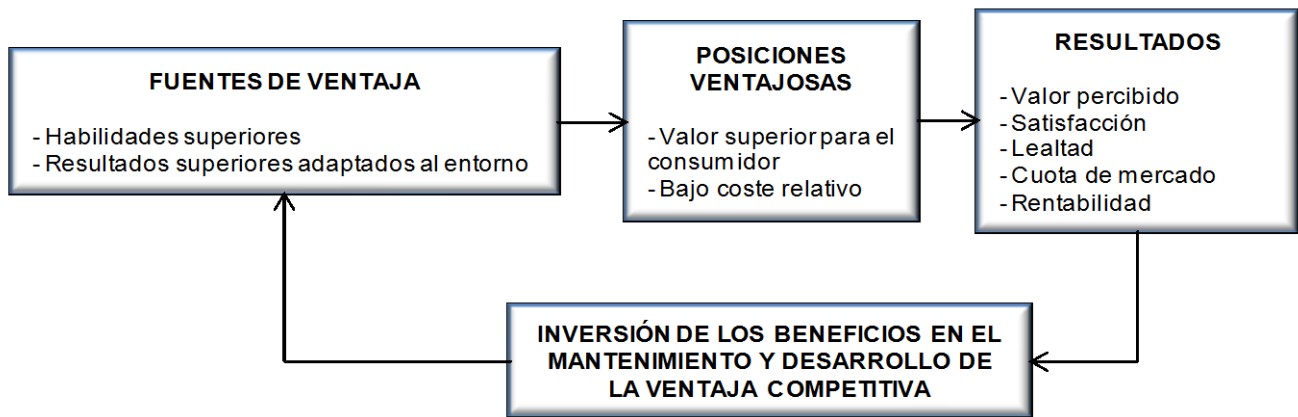 FUENTES DE VENTAJA
- Habilidades superiores
- Resultados superiores adaptados al entorno
POSICIONES
VENTAJOSAS
- Valor superior para el
consumidor
- Bajo coste relativo
RESULTADOS
- Valor percibido
- Satisfacción
- Lealtad
- Cuota de mercado
- Rentabilidad
INVERSIÓN DE LOS BENEFICIOS EN EL
MANTENIMIENTO Y DESARROLLO DE
LA VENTAJA COMPETITIVA